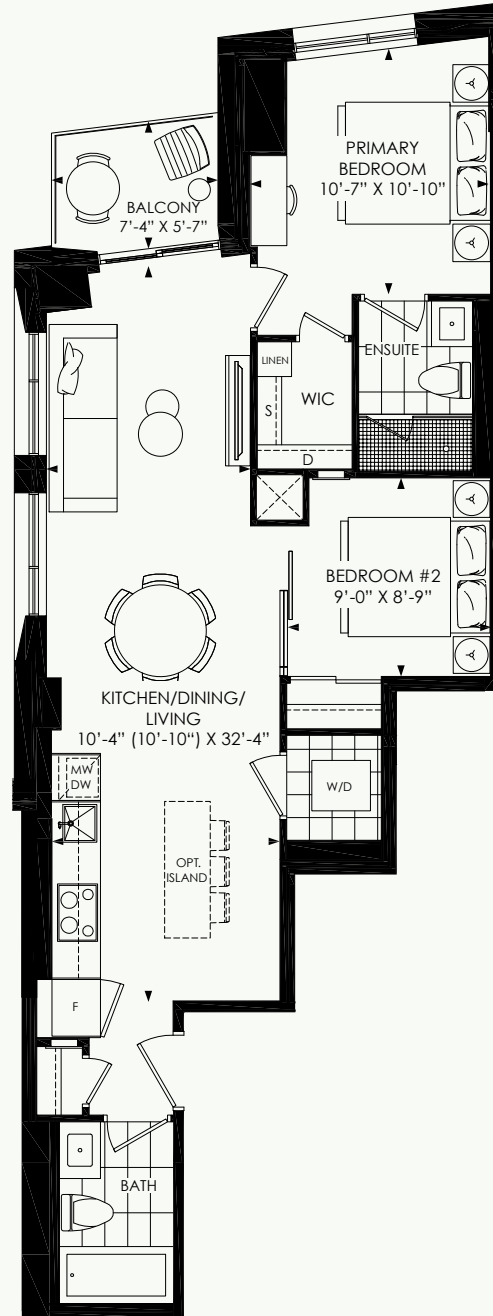 PRIMARY
BEDROOM
10'-7" X 10'-10"
BALCONY
7'-4" X 5'-7"
ENSUITE
LINEN
WIC
S
D
BEDROOM #2
9'-0" X 8'-9"
KITCHEN/DINING/
LIVING
10'-4" (10'-10") X 32'-4"
MW
DW
W/D
OPT.
ISLAND
F
BATH